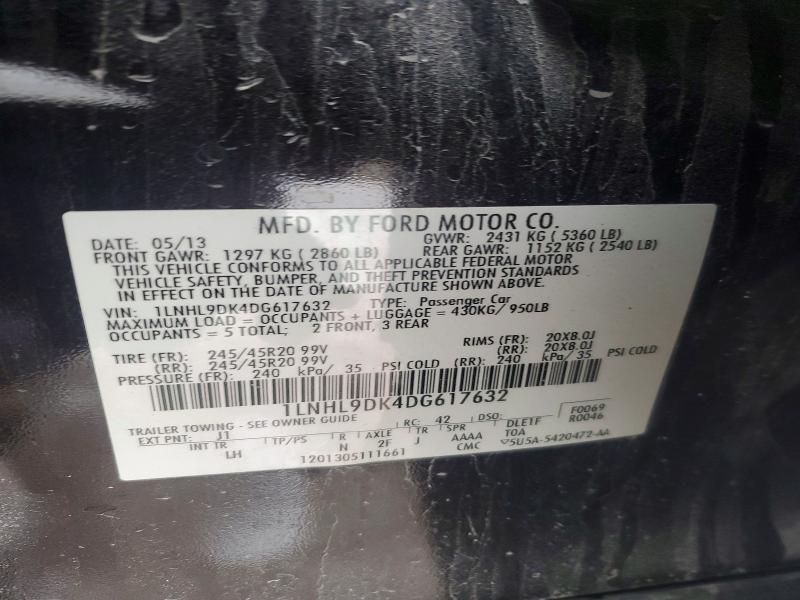 MFD. BY FORD MOTOR CO.
DATE: 05/13 GVWR: 2431 KG ( 5360 LB)
FRONT GAWR: 1297 KG ( 2860 LB) REAR GAWR: 1152 KG ( 2540 LB)
THIS VEHICLE CONFORMS TO ALL APPLICABLE FEDERAL MOTOR
VEHICLE SAFETY, BUMPER, AND THEFT PREVENTION STANDARDS
IN EFFECT ON THE DATE OF MANUFACTURE SHOWN ABOVE.
VIN: 1LNHL9DK4DG617632 TYPE: Passenger Car
MAXIMUM LOAD = OCCUPANTS + LUGGAGE = 430KG/ 950LB
OCCUPANTS = 5 TOTAL; 2 FRONT, 3 REAR
TIRE (FR): 245/45R20 99V RIMS (FR): 20X8.0J
(RR): 245/45R20 99V (RR): 20X8.0J
PRESSURE (FR): 240 kPa/ 35 PSI COLD (RR): 240 kPa/ 35 PSI COLD
1LNHL9DK4DG617632
TRAILER TOWING - SEE OWNER GUIDE RC: 42 DSO: F0069
EXT PNT: J1 R AXLE TR SPR DLE1F R0046
INT TR TP/PS N 2F J AAAA T0A
LH CMC 5U5A-5420472-AA
1201305111661